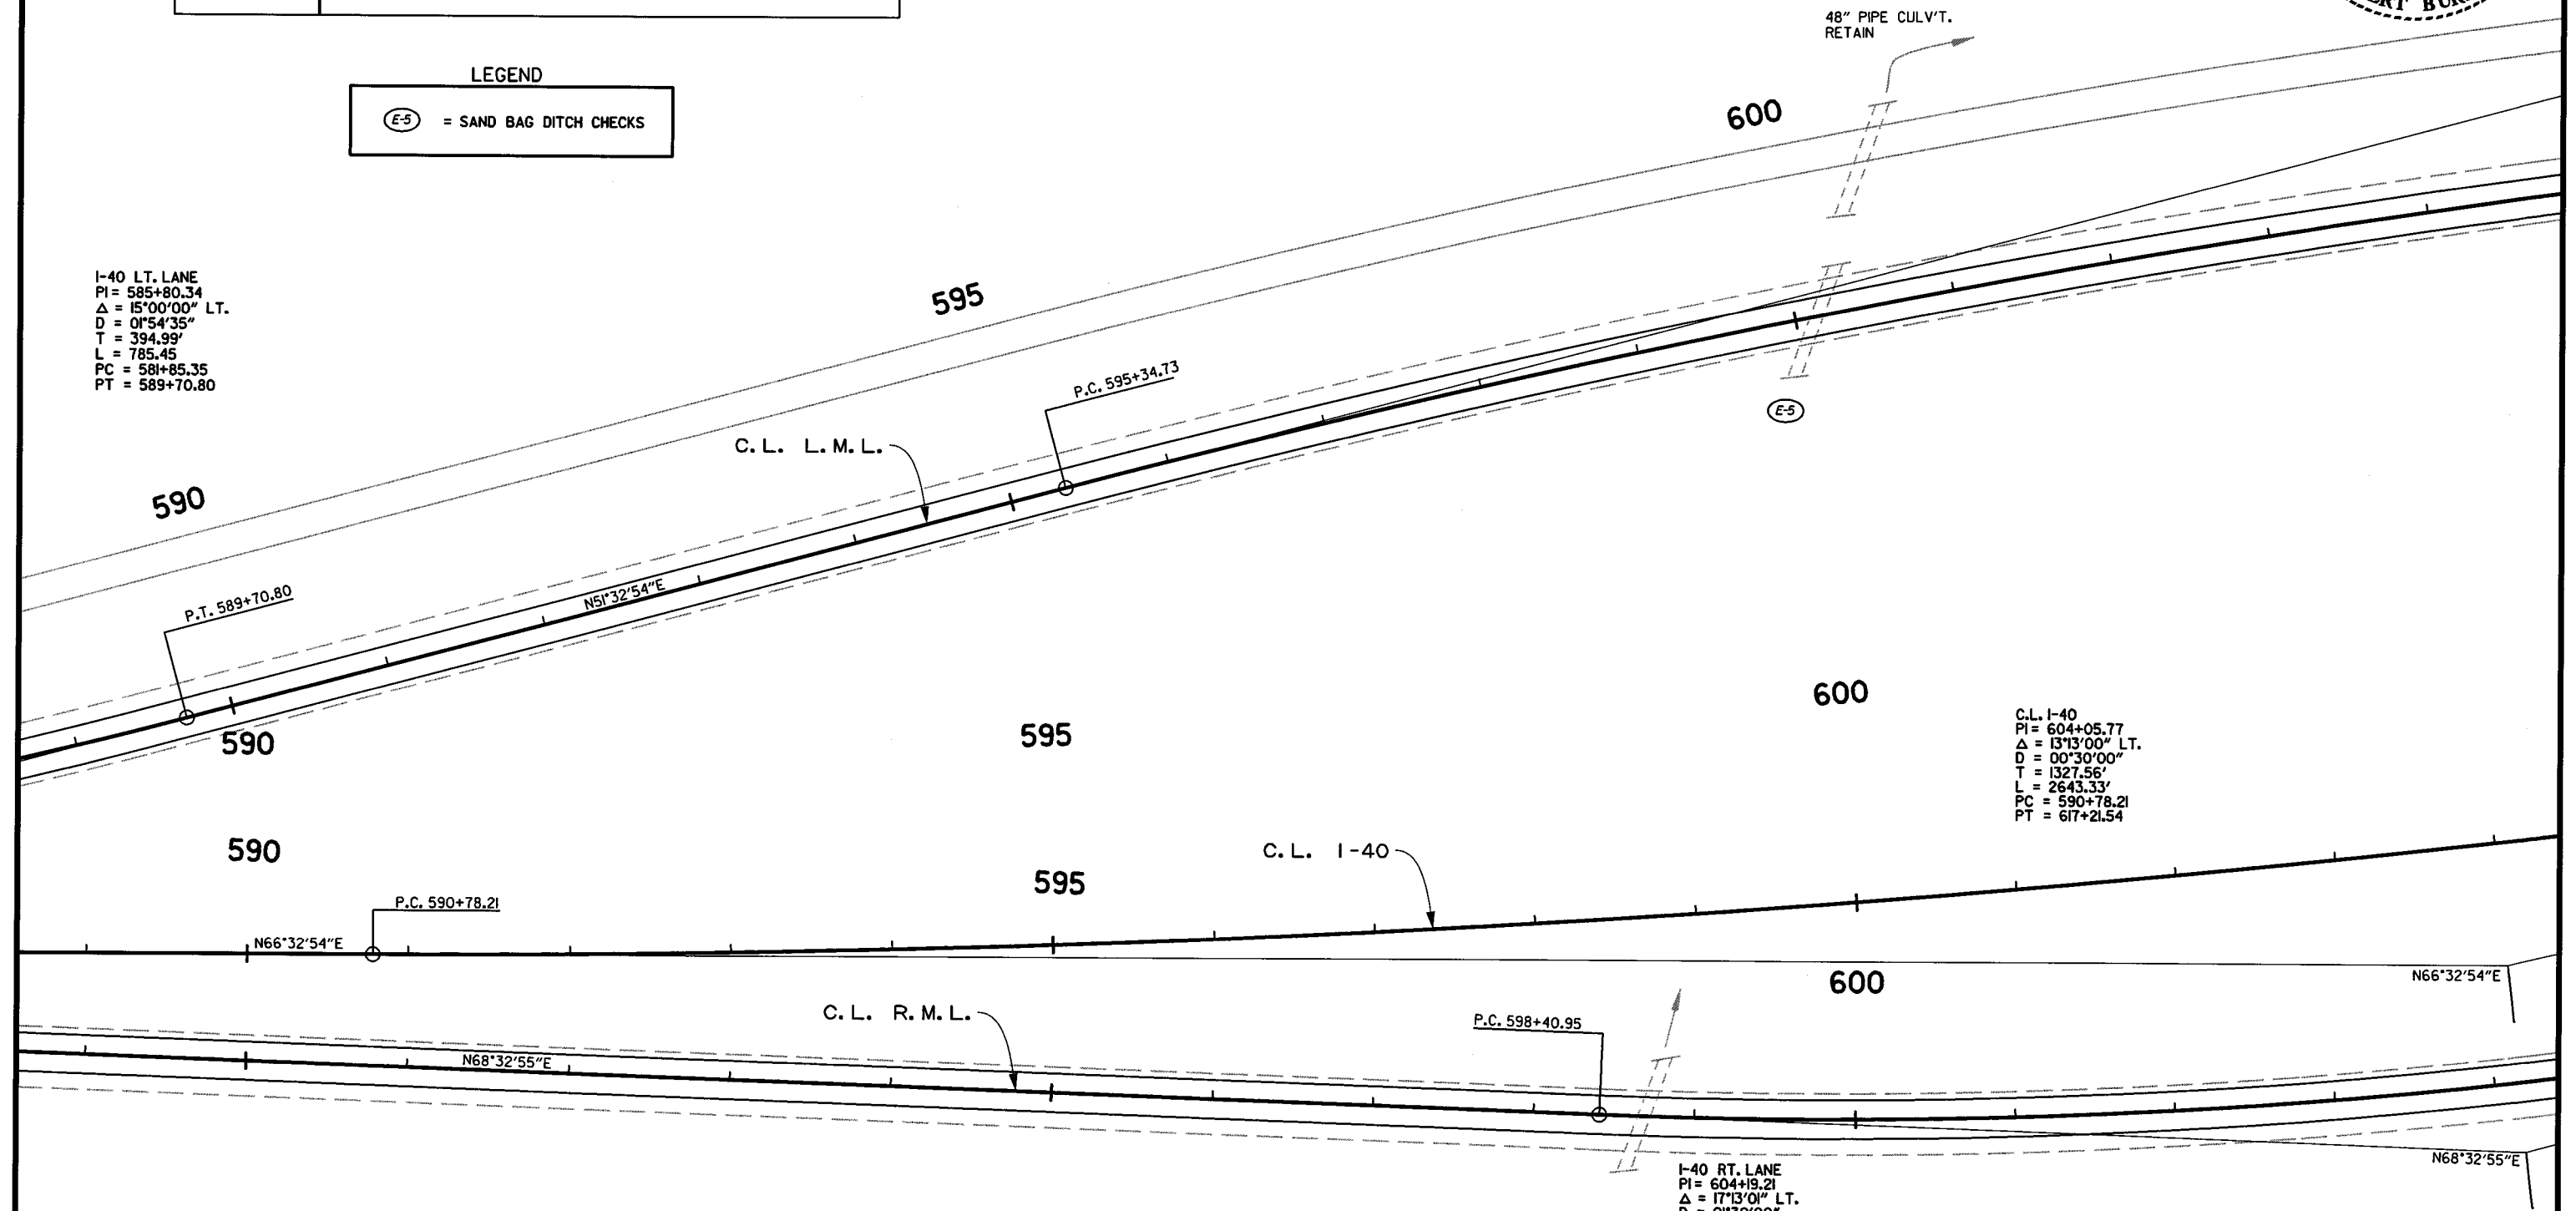 48" PIPE CULV'T.
RETAIN
LEGEND
E-5 = SAND BAG DITCH CHECKS
600
595
590
I-40 LT. LANE
PI = 585+80.34
Δ = 15°00'00" LT.
D = 01°54'35"
T = 394.99'
L = 785.45
PC = 581+85.35
PT = 589+70.80
P.C. 595+34.73
E-5
C.L. L.M.L.
N51°32'54"E
P.T. 589+70.80
590
595
600
C.L. I-40
PI = 604+05.77
Δ = 13°13'00" LT.
D = 00°30'00"
T = 1327.56'
L = 2643.33'
PC = 590+78.21
PT = 617+21.54
590
595
C.L. I-40
P.C. 590+78.21
N66°32'54"E
N66°32'54"E
600
C.L. R.M.L.
P.C. 598+40.95
N68°32'55"E
N68°32'55"E
I-40 RT. LANE
PI = 604+19.21
Δ = 17°13'01" LT.